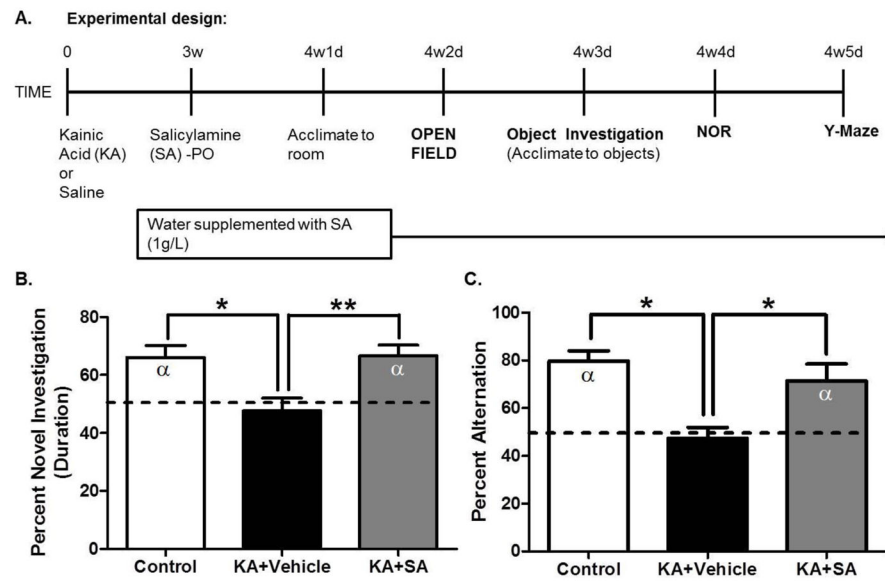 A. Experimental design:
0 3w 4w1d 4w2d 4w3d 4w4d 4w5d
TIME
Kainic Salicylamine Acclimate to OPEN Object Investigation NOR Y-Maze
Acid (KA) (SA) -PO room FIELD (Acclimate to objects)
or
Saline
Water supplemented with SA
(1g/L)
B.
Percent Novel Investigation
(Duration)
80
60
40
20
0
* **
α α
Control KA+Vehicle KA+SA
C.
Percent Alternation
100
80
60
40
20
0
* *
α α
Control KA+Vehicle KA+SA